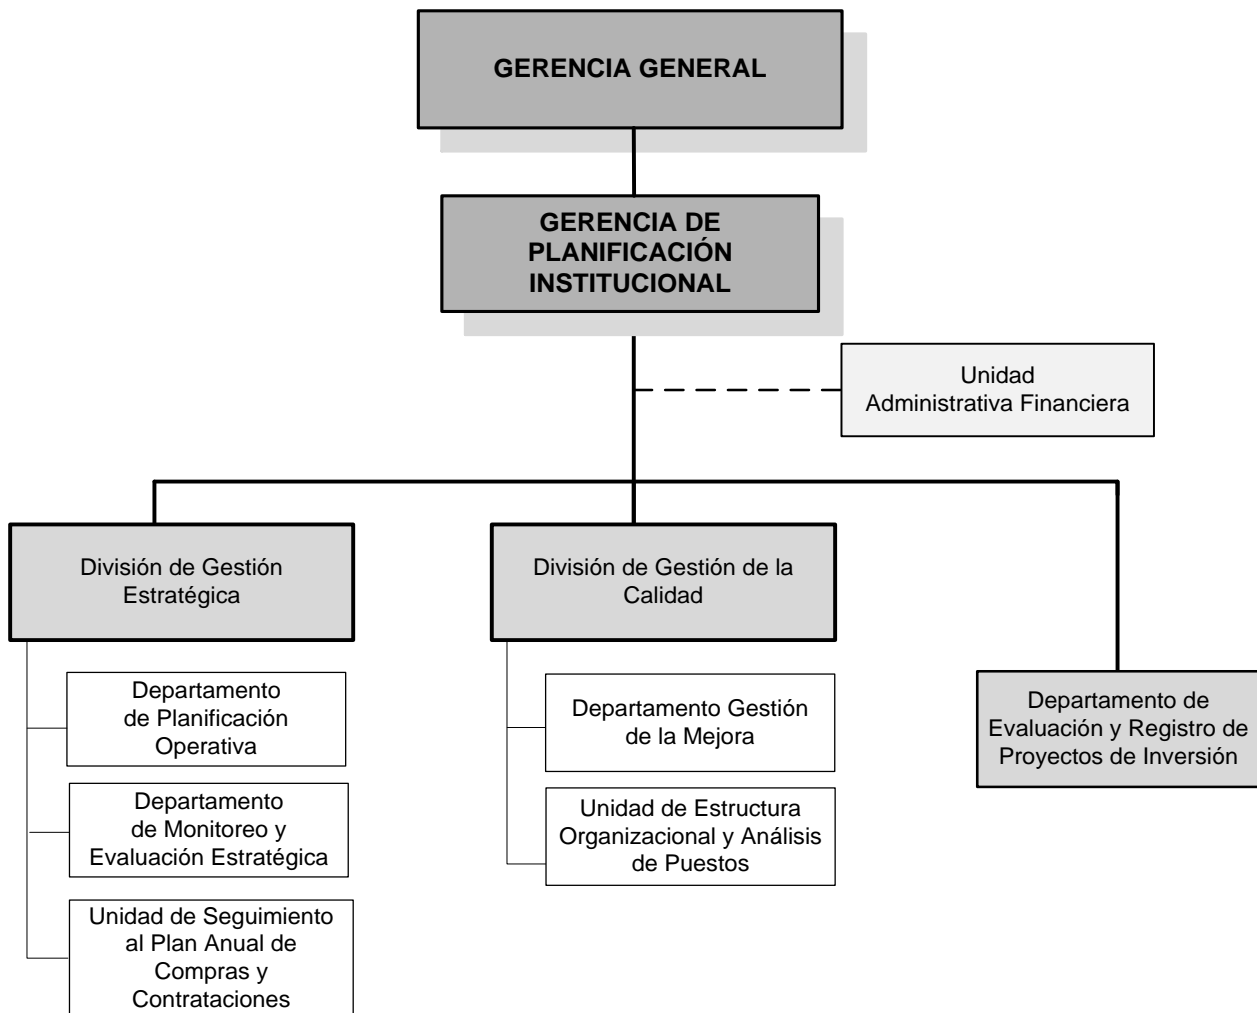 GERENCIA GENERAL
GERENCIA DE
PLANIFICACIÓN
INSTITUCIONAL
Unidad
Administrativa Financiera
División de Gestión
Estratégica
División de Gestión de la
Calidad
Departamento
de Planificación
Operativa
Departamento
de Monitoreo y
Evaluación Estratégica
Unidad de Seguimiento
al Plan Anual de
Compras y
Contrataciones
Departamento Gestión
de la Mejora
Unidad de Estructura
Organizacional y Análisis
de Puestos
Departamento de
Evaluación y Registro de
Proyectos de Inversión